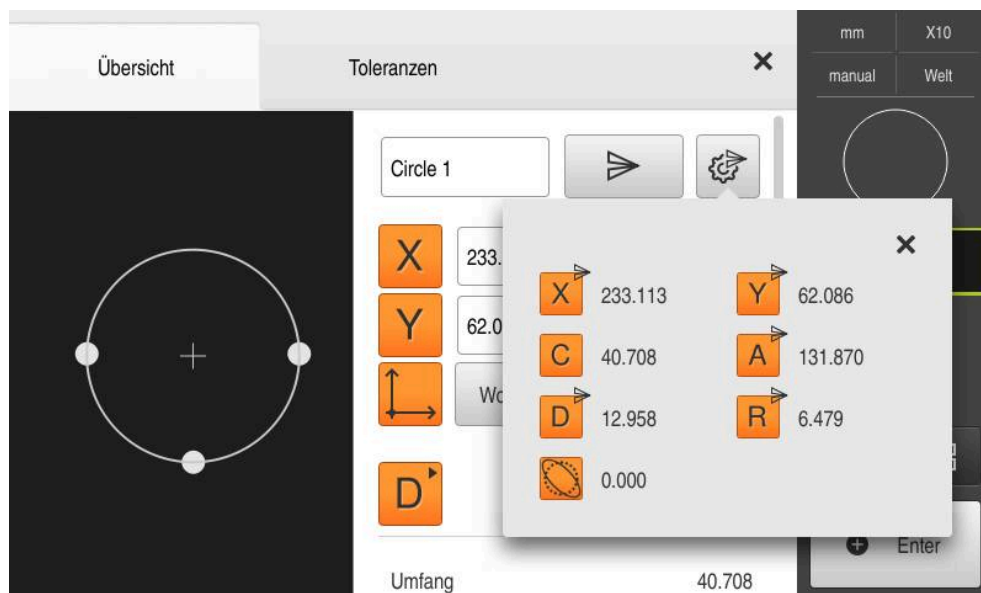 Übersicht
Toleranzen
mm
X10
manual
Welt
Circle 1
X
233.
Y
62.0
D
X 233.113
Y 62.086
C 40.708
A 131.870
D 12.958
R 6.479
0.000
Umfang
40.708
Enter